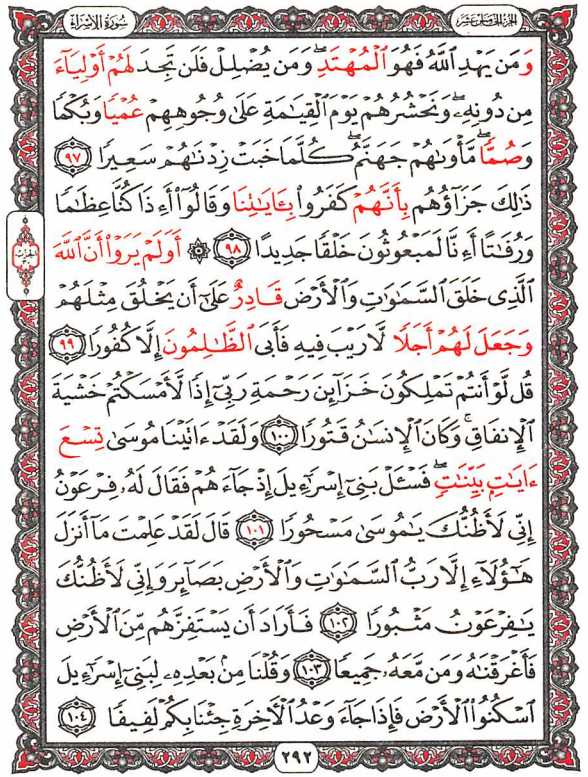 الجزء الخامس عشر
سورة الإسراء
وَمَن يَهْدِ ٱللَّهُ فَهُوَ ٱلْمُهْتَدِۖ وَمَن يُضْلِلْ فَلَن تَجِدَ لَهُمْ أَوْلِيَآءَ
مِن دُونِهِۦۖ وَنَحْشُرُهُمْ يَوْمَ ٱلْقِيَٰمَةِ عَلَىٰ وُجُوهِهِمْ عُمْيًا وَبُكْمًا
وَصُمًّاۖ مَّأْوَىٰهُمْ جَهَنَّمُۖ كُلَّمَا خَبَتْ زِدْنَٰهُمْ سَعِيرًا ٩٧
ذَٰلِكَ جَزَآؤُهُم بِأَنَّهُمْ كَفَرُوا۟ بِـَٔايَٰتِنَا وَقَالُوٓا۟ أَءِذَا كُنَّا عِظَٰمًا
وَرُفَٰتًا أَءِنَّا لَمَبْعُوثُونَ خَلْقًا جَدِيدًا ٩٨ ۞ أَوَلَمْ يَرَوْا۟ أَنَّ ٱللَّهَ
ٱلَّذِى خَلَقَ ٱلسَّمَٰوَٰتِ وَٱلْأَرْضَ قَادِرٌ عَلَىٰٓ أَن يَخْلُقَ مِثْلَهُمْ
وَجَعَلَ لَهُمْ أَجَلًا لَّا رَيْبَ فِيهِ فَأَبَى ٱلظَّٰلِمُونَ إِلَّا كُفُورًا ٩٩
قُل لَّوْ أَنتُمْ تَمْلِكُونَ خَزَآئِنَ رَحْمَةِ رَبِّىٓ إِذًا لَّأَمْسَكْتُمْ خَشْيَةَ
ٱلْإِنفَاقِۚ وَكَانَ ٱلْإِنسَٰنُ قَتُورًا ١٠٠ وَلَقَدْ ءَاتَيْنَا مُوسَىٰ تِسْعَ
ءَايَٰتٍۭ بَيِّنَٰتٍۖ فَسْـَٔلْ بَنِىٓ إِسْرَٰٓءِيلَ إِذْ جَآءَهُمْ فَقَالَ لَهُۥ فِرْعَوْنُ
إِنِّى لَأَظُنُّكَ يَٰمُوسَىٰ مَسْحُورًا ١٠١ قَالَ لَقَدْ عَلِمْتَ مَآ أَنزَلَ
هَٰٓؤُلَآءِ إِلَّا رَبُّ ٱلسَّمَٰوَٰتِ وَٱلْأَرْضِ بَصَآئِرَ وَإِنِّى لَأَظُنُّكَ
يَٰفِرْعَوْنُ مَثْبُورًا ١٠٢ فَأَرَادَ أَن يَسْتَفِزَّهُم مِّنَ ٱلْأَرْضِ
فَأَغْرَقْنَٰهُ وَمَن مَّعَهُۥ جَمِيعًا ١٠٣ وَقُلْنَا مِنۢ بَعْدِهِۦ لِبَنِىٓ إِسْرَٰٓءِيلَ
ٱسْكُنُوا۟ ٱلْأَرْضَ فَإِذَا جَآءَ وَعْدُ ٱلْءَاخِرَةِ جِئْنَا بِكُمْ لَفِيفًا ١٠٤
٢٩٢